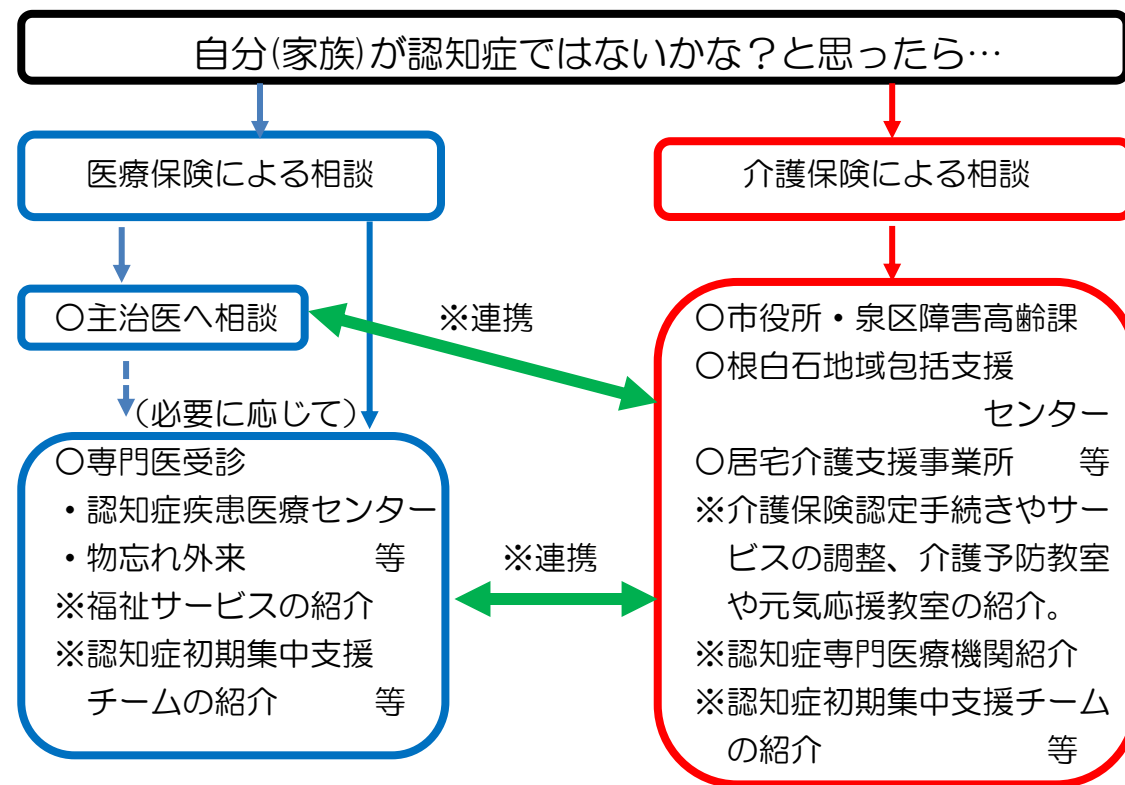 自分(家族)が認知症ではないかな？と思ったら…
医療保険による相談
介護保険による相談
〇主治医へ相談
※連携
（必要に応じて）
〇専門医受診
・認知症疾患医療センター
・物忘れ外来　　　　等
※福祉サービスの紹介
※認知症初期集中支援
チームの紹介　　　等
※連携
〇市役所・泉区障害高齢課
〇根白石地域包括支援
センター
〇居宅介護支援事業所　　等
※介護保険認定手続きやサー
ビスの調整、介護予防教室
や元気応援教室の紹介。
※認知症専門医療機関紹介
※認知症初期集中支援チーム
の紹介　　　　　　　等